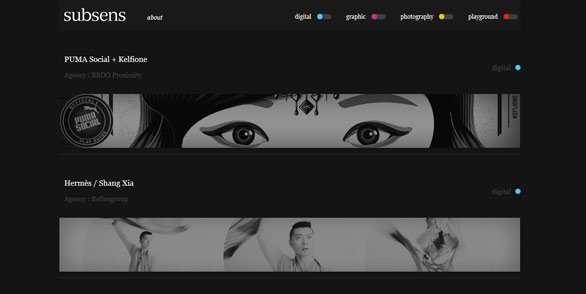 subsens
about
digital
graphic
photography
playground
PUMA Social + Kelfione
Agency : BBDO Proximity
digital
OFFICIAL
PUMA
SOCIAL
Hermès / Shang Xia
Agency : Reflexgroup
digital